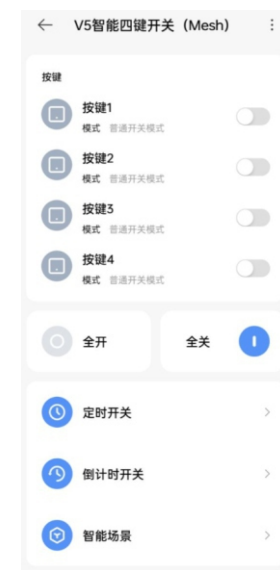 V5智能四键开关（Mesh）
按键
按键1
模式 普通开关模式
按键2
模式 普通开关模式
按键3
模式 普通开关模式
按键4
模式 普通开关模式
全开 全关
定时开关
倒计时开关
智能场景